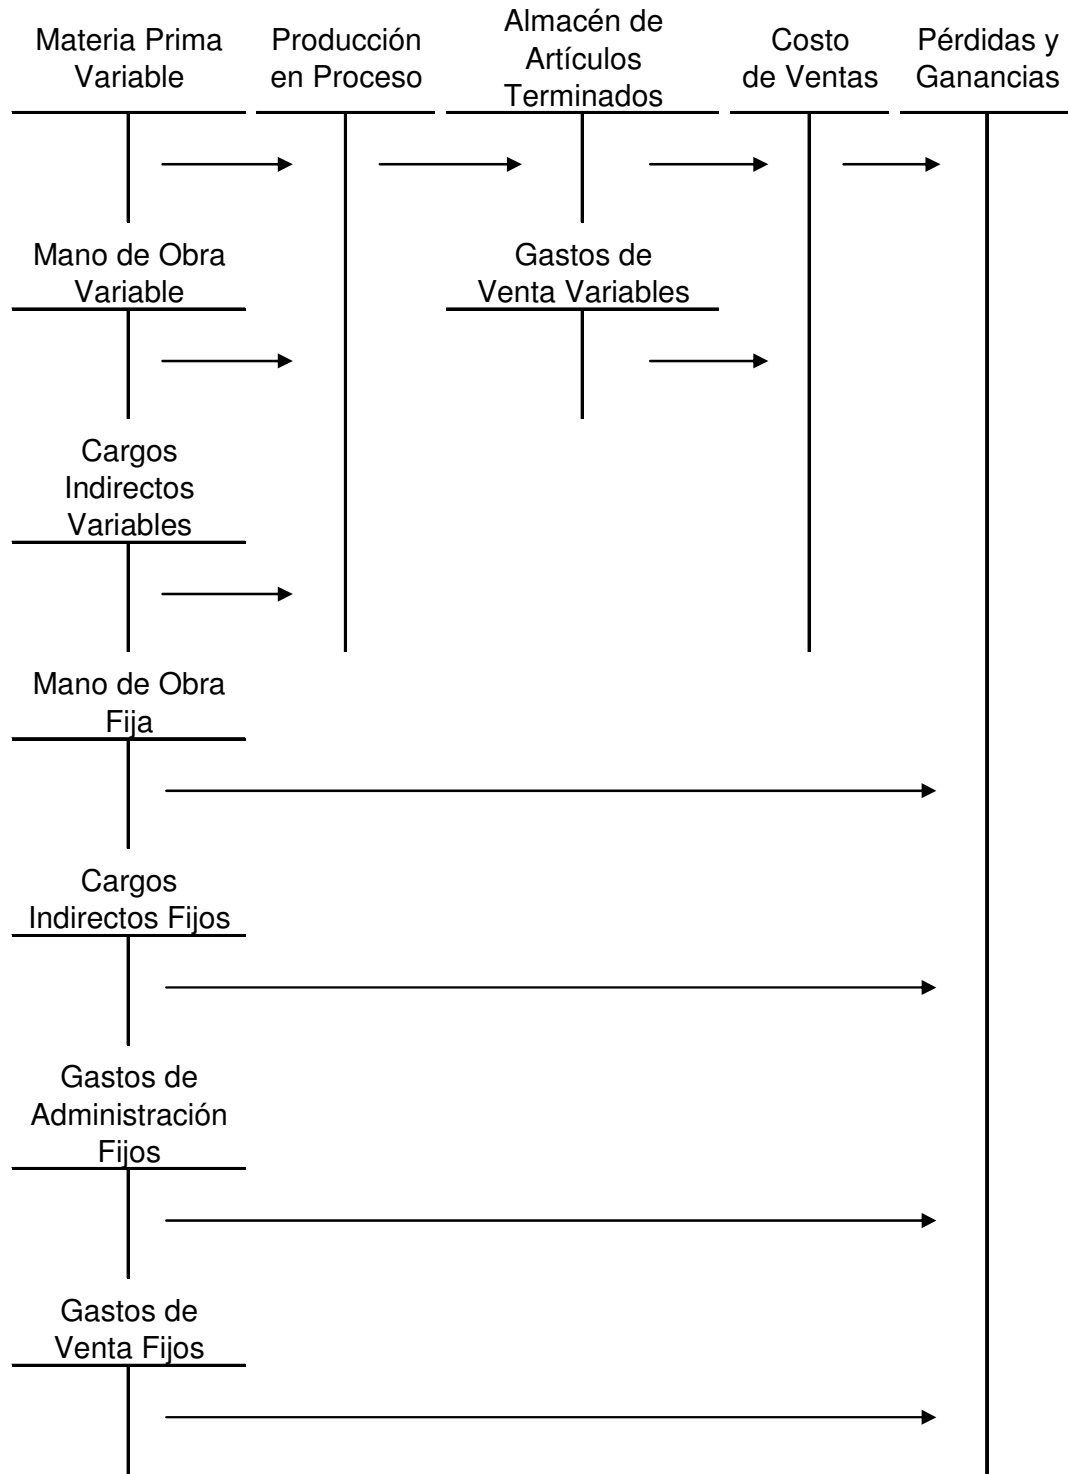 Materia Prima
Variable
Producción
en Proceso
Almacén de
Artículos
Terminados
Costo
de Ventas
Pérdidas y
Ganancias
Mano de Obra
Variable
Gastos de
Venta Variables
Cargos
Indirectos
Variables
Mano de Obra
Fija
Cargos
Indirectos Fijos
Gastos de
Administración
Fijos
Gastos de
Venta Fijos